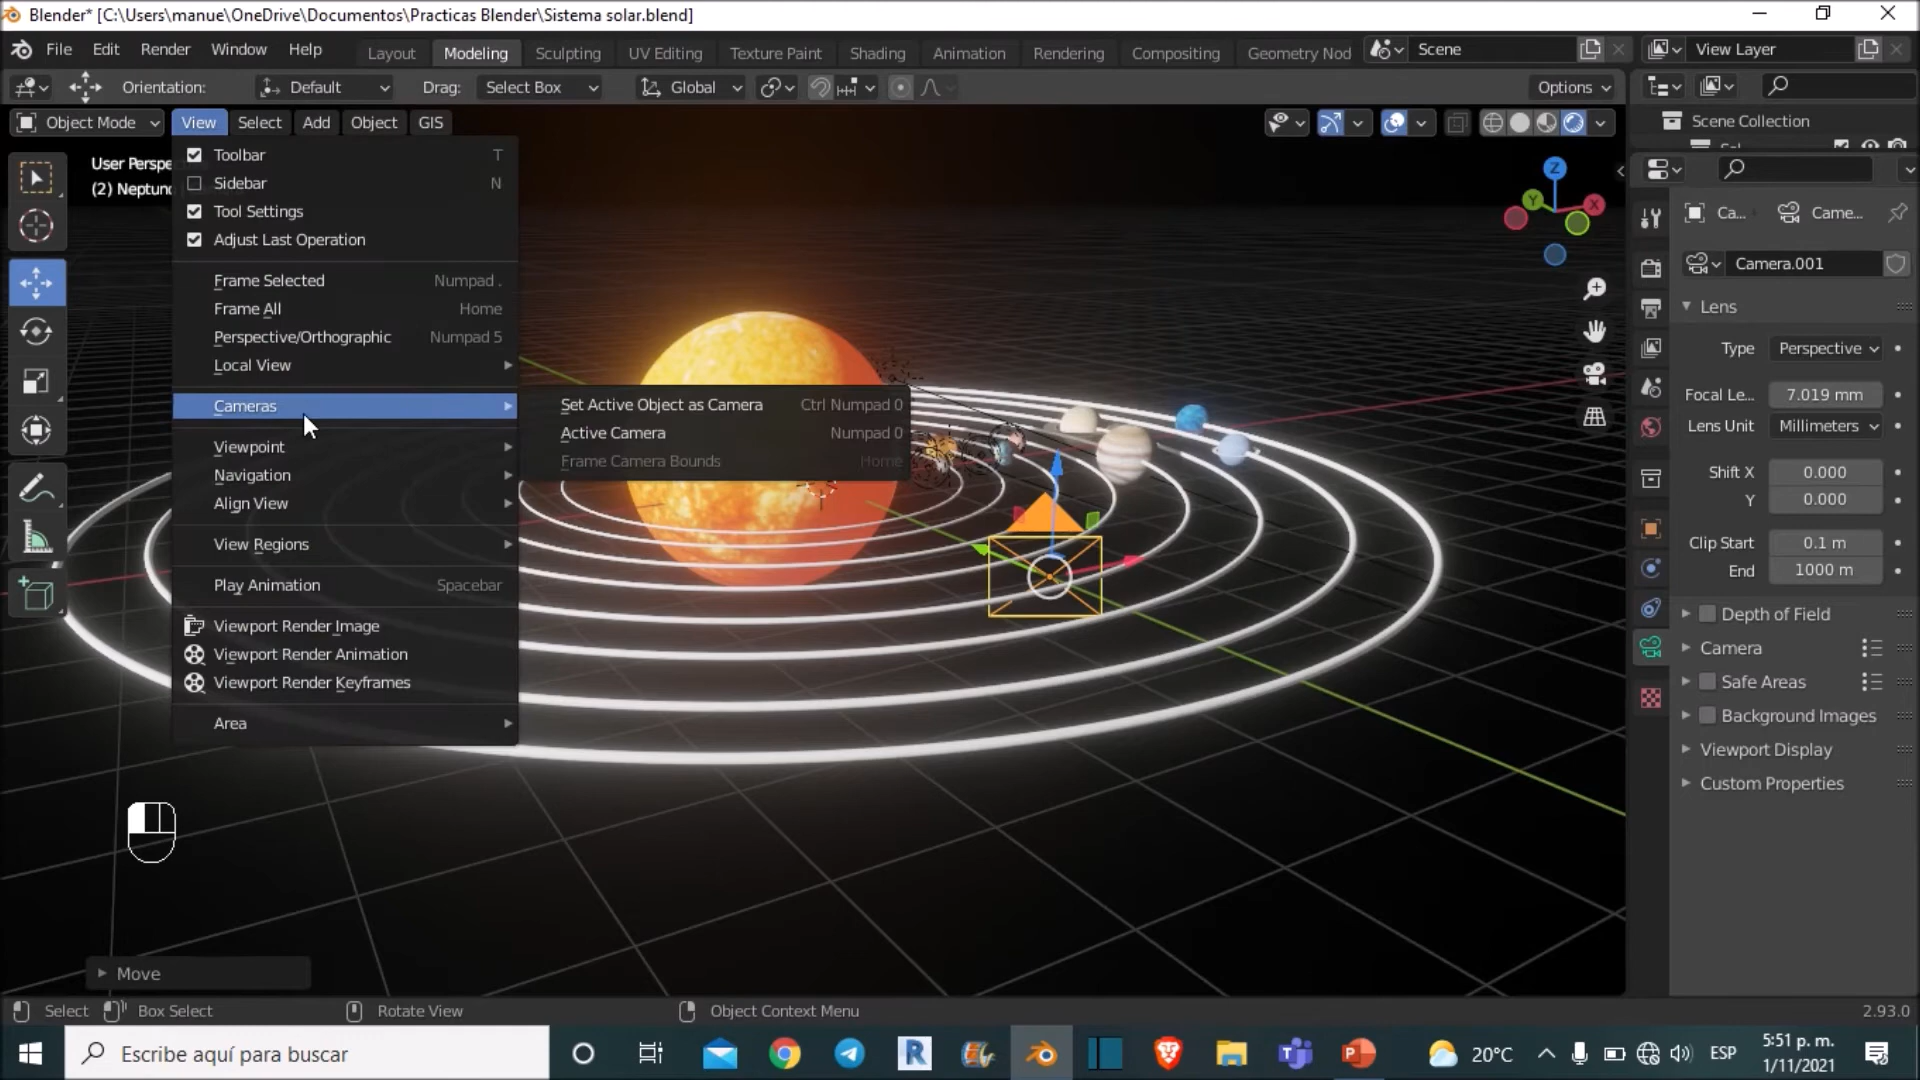 Blender* [C:\Users\manue\OneDrive\Documentos\Practicas Blender\Sistema solar.blend]
File Edit Render Window Help Layout Modeling Sculpting UV Editing Texture Paint Shading Animation Rendering Compositing Geometry Nod Scene View Layer
Orientation: Default Drag: Select Box Global Options
Object Mode View Select Add Object GIS
Scene Collection
User Perspe
(2) Neptun
Toolbar T
Sidebar N
Tool Settings
Adjust Last Operation
Frame Selected Numpad .
Frame All Home
Perspective/Orthographic Numpad 5
Local View
Cameras
Viewpoint
Navigation
Align View
View Regions
Play Animation Spacebar
Viewport Render Image
Viewport Render Animation
Viewport Render Keyframes
Area
Set Active Object as Camera Ctrl Numpad 0
Active Camera Numpad 0
Frame Camera Bounds Home
Z
Y
X
Ca... Came...
Camera.001
Lens
Type Perspective
Focal Le... 7.019 mm
Lens Unit Millimeters
Shift X 0.000
Y 0.000
Clip Start 0.1 m
End 1000 m
Depth of Field
Camera
Safe Areas
Background Images
Viewport Display
Custom Properties
Move
Select Box Select Rotate View Object Context Menu 2.93.0
Escribe aquí para buscar
R
P
20°C
ESP
5:51 p. m.
1/11/2021